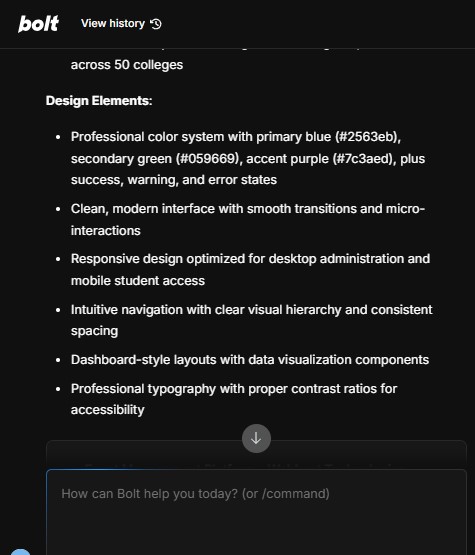 bolt View history
across 50 colleges
Design Elements:
• Professional color system with primary blue (#2563eb),
secondary green (#059669), accent purple (#7c3aed), plus
success, warning, and error states
• Clean, modern interface with smooth transitions and micro-
interactions
• Responsive design optimized for desktop administration and
mobile student access
• Intuitive navigation with clear visual hierarchy and consistent
spacing
• Dashboard-style layouts with data visualization components
• Professional typography with proper contrast ratios for
accessibility
How can Bolt help you today? (or /command)